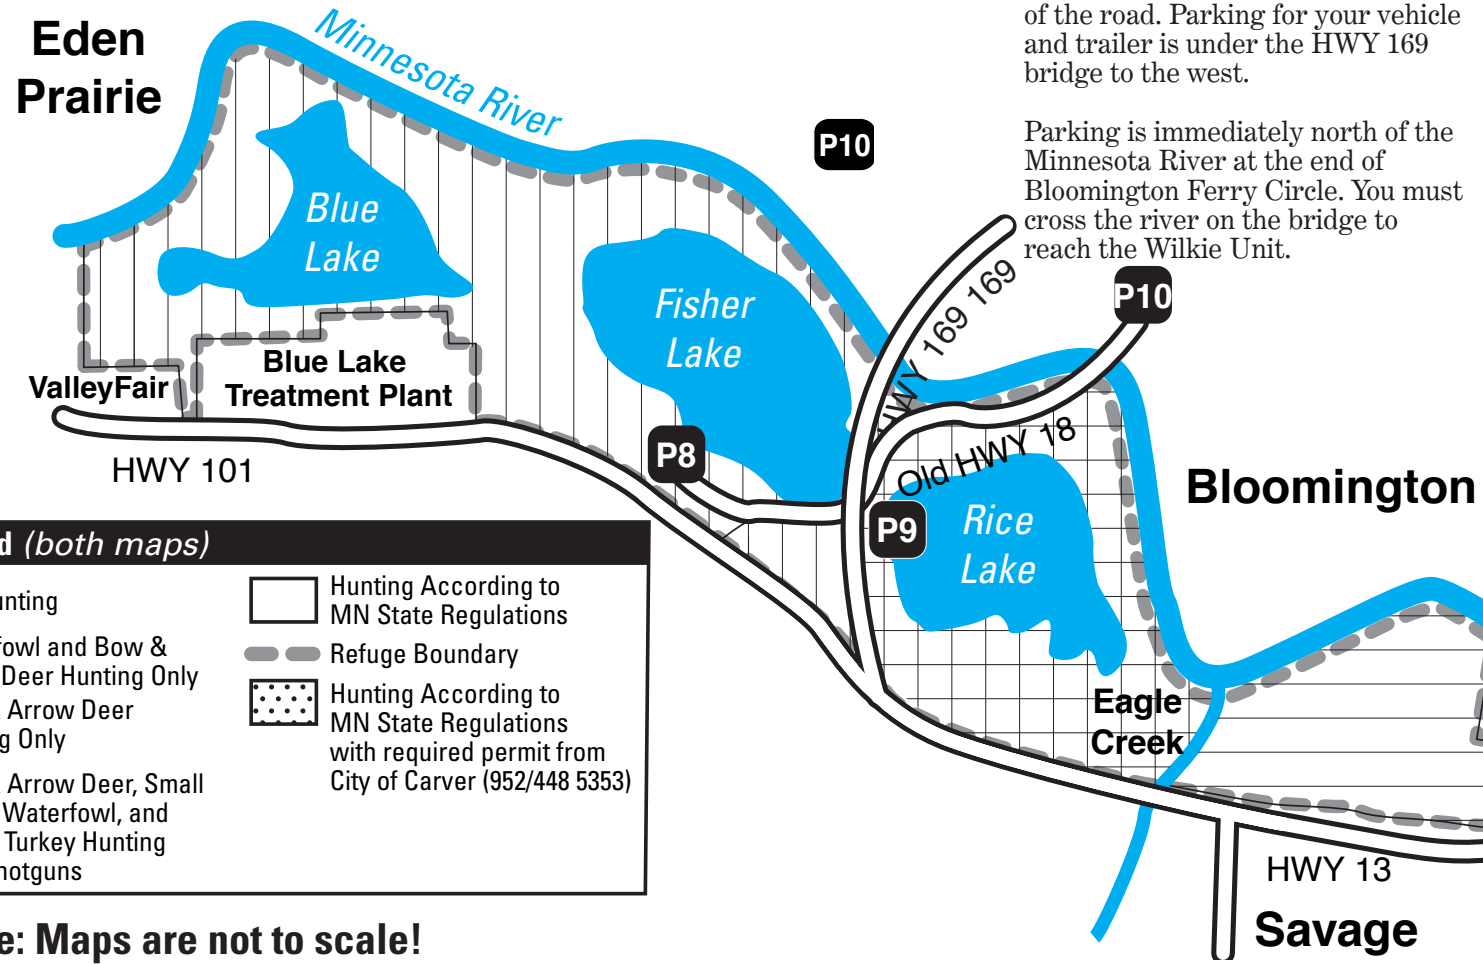 of the road. Parking for your vehicle
and trailer is under the HWY 169
bridge to the west.
P10
Parking is immediately north of the
Minnesota River at the end of
Bloomington Ferry Circle. You must
cross the river on the bridge to
reach the Wilkie Unit.
Eden
Prairie
Minnesota River
Blue
Lake
Fisher
Lake
HWY 169 169
P10
ValleyFair
Blue Lake
Treatment Plant
HWY 101
P8
Old HWY 18
P9
Rice
Lake
Bloomington
Eagle
Creek
HWY 13
Savage
(both maps)
Hunting According to
MN State Regulations
Refuge Boundary
Hunting According to
MN State Regulations
with required permit from
City of Carver (952/448 5353)
and Bow &
Deer Hunting Only
Arrow Deer
Only
Arrow Deer, Small
Waterfowl, and
Turkey Hunting
Maps are not to scale!